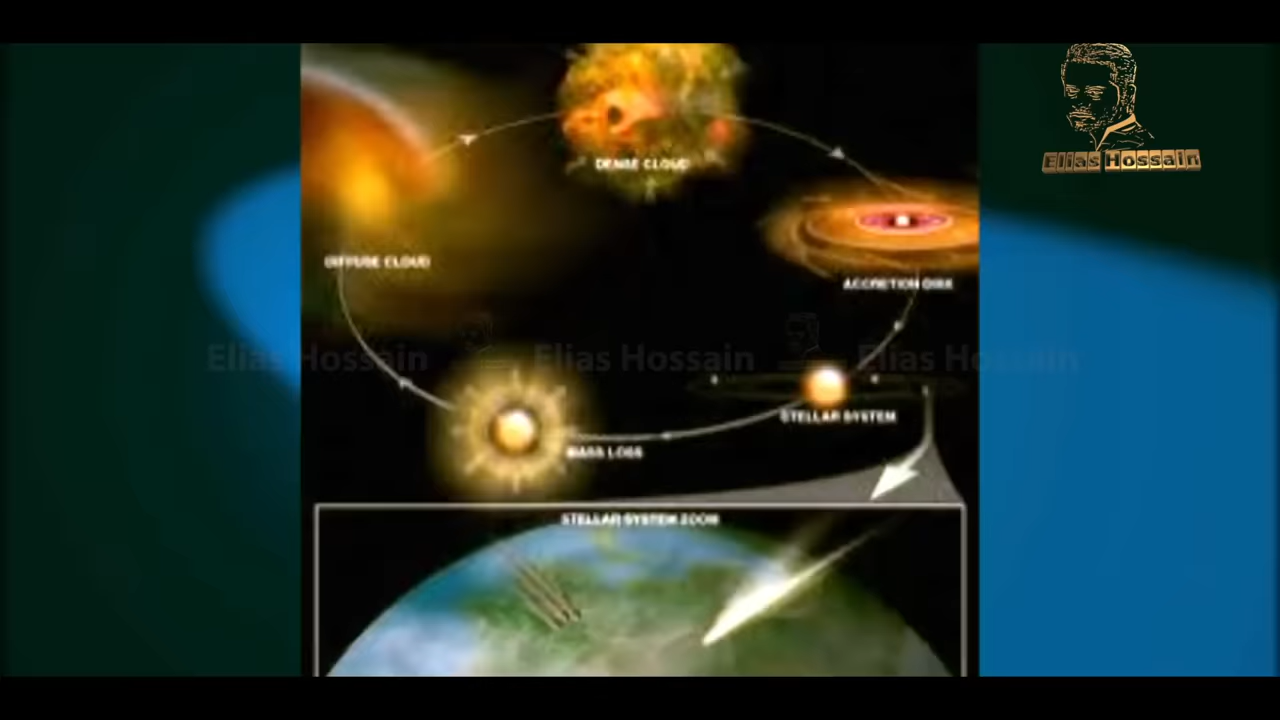 Elias Hossain
DENSE CLOUD
DIFFUSE CLOUD
ACCRETION DISK
Elias Hossain Elias Hossain Elias Hossain
STELLAR SYSTEM
MASS LOSS
STELLAR SYSTEM ZOOM